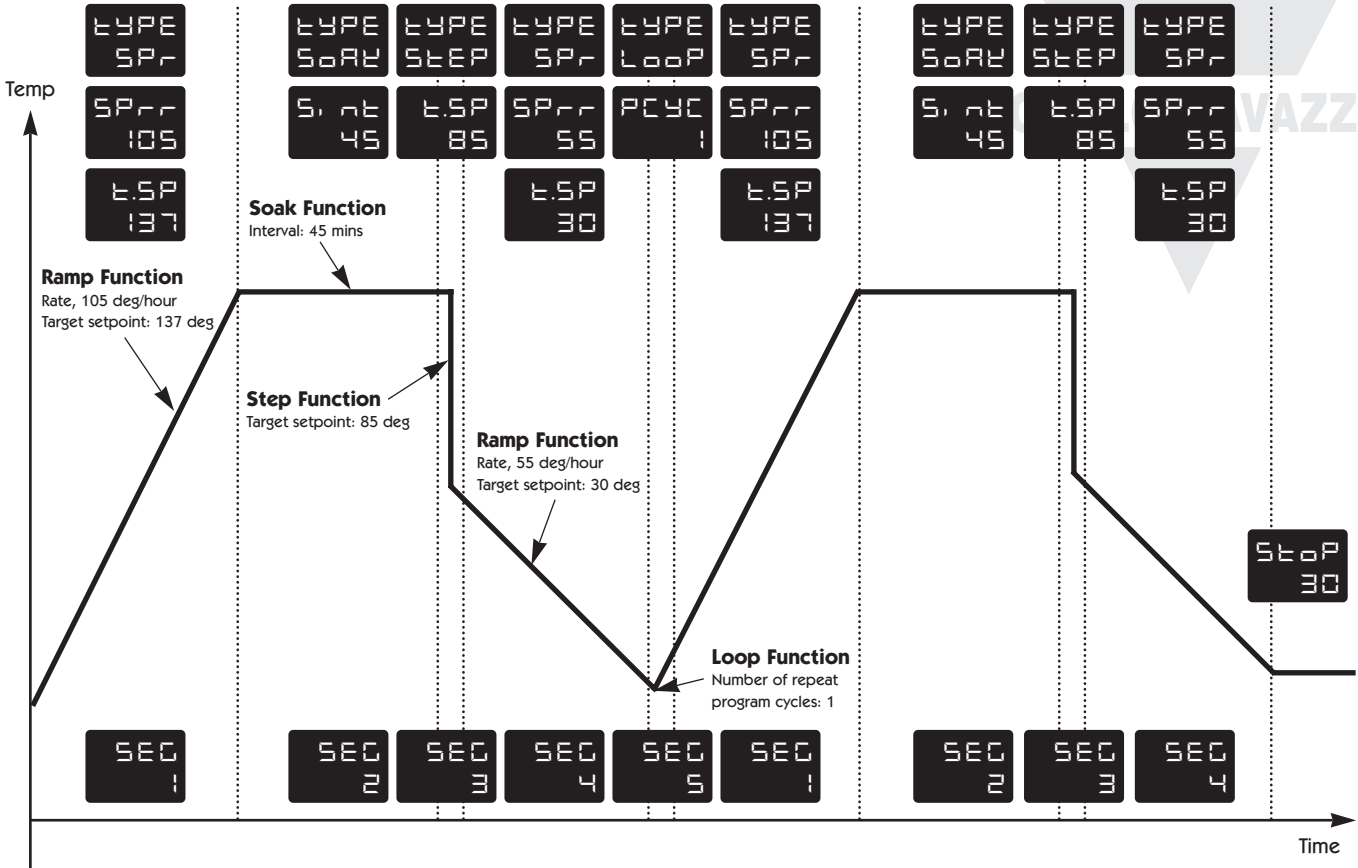 tYPE
SPr
tYPE
SoAK
tYPE
StEP
tYPE
SPr
tYPE
LooP
tYPE
SPr
tYPE
SoAK
tYPE
StEP
tYPE
SPr
Temp
SPrr
105
Sint
45
t.SP
85
SPrr
55
PCYC
1
SPrr
105
Sint
45
t.SP
85
SPrr
55
t.SP
137
t.SP
30
t.SP
137
t.SP
30
Soak Function
Interval: 45 mins
Ramp Function
Rate, 105 deg/hour
Target setpoint: 137 deg
Step Function
Target setpoint: 85 deg
Ramp Function
Rate, 55 deg/hour
Target setpoint: 30 deg
StoP
30
Loop Function
Number of repeat
program cycles: 1
SEG
1
SEG
2
SEG
3
SEG
4
SEG
5
SEG
1
SEG
2
SEG
3
SEG
4
Time